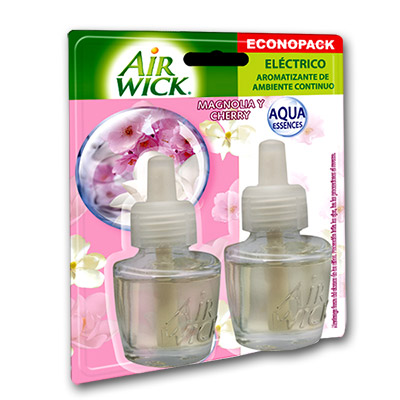 AIR
WICK®
ECONOPACK
ELÉCTRICO
AROMATIZANTE DE
AMBIENTE CONTINUO
MAGNOLIA Y
CHERRY
AQUA
ESSENCES
AIR
WICK
AIR
WICK